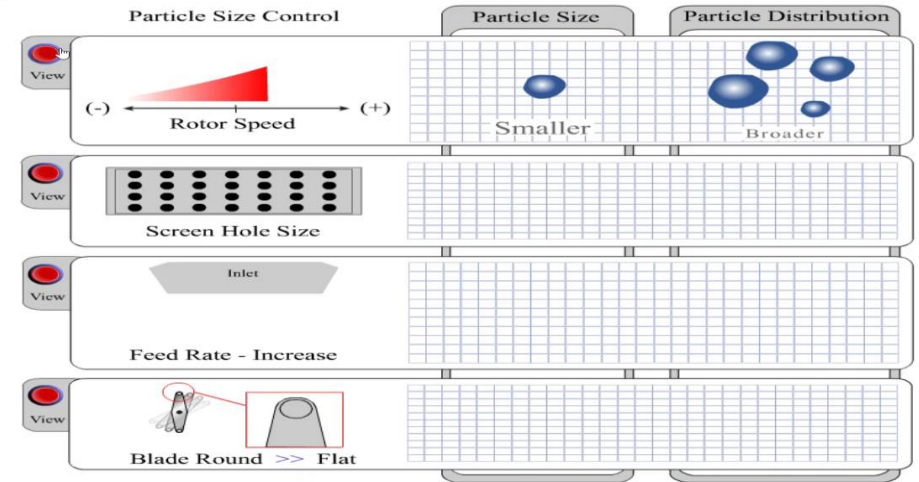 Particle Size Control
Particle Size
Particle Distribution
View
(-)
(+)
Rotor Speed
Smaller
Broader
View
Screen Hole Size
View
Inlet
Feed Rate - Increase
View
Blade Round >> Flat